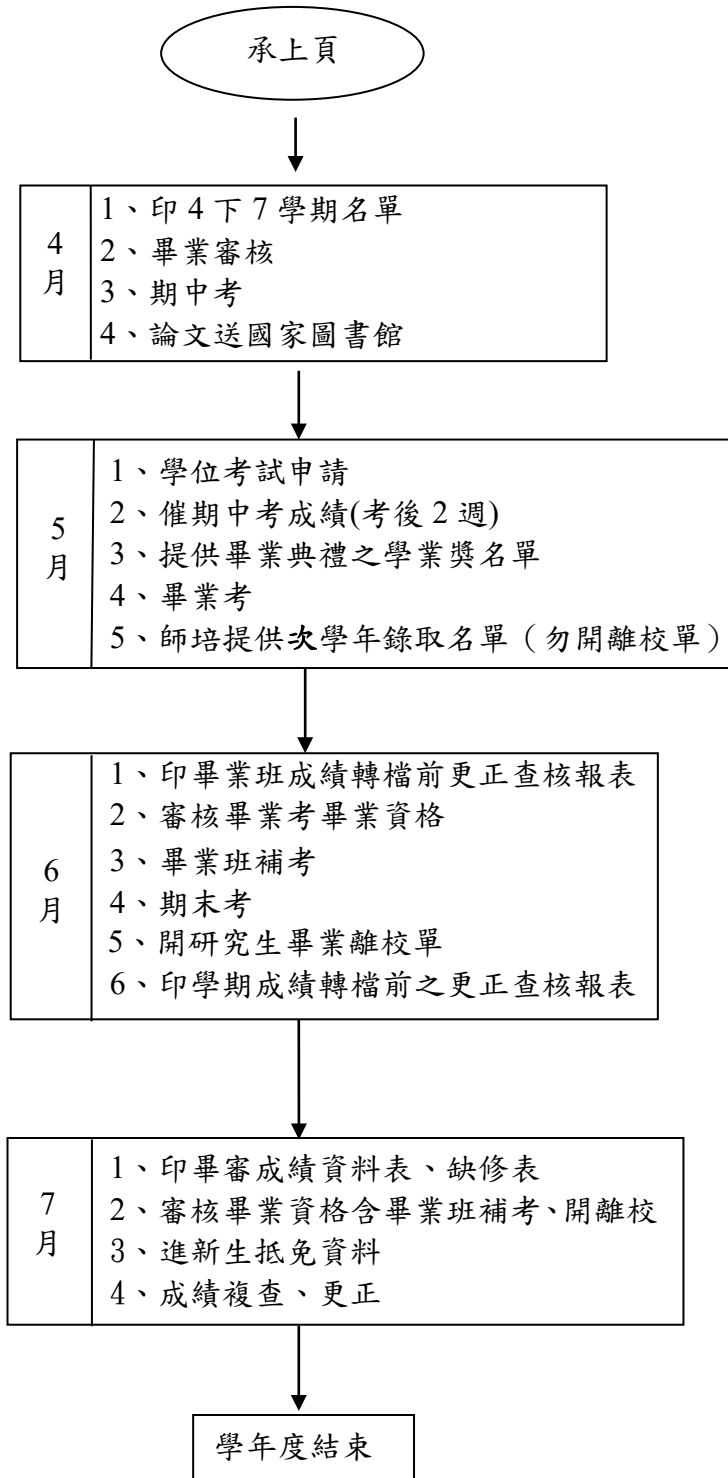 承上頁
4
月
1、印 4 下 7 學期名單
2、畢業審核
3、期中考
4、論文送國家圖書館
5
月
1、學位考試申請
2、催期中考成績(考後 2 週)
3、提供畢業典禮之學業獎名單
4、畢業考
5、師培提供次學年錄取名單（勿開離校單）
6
月
1、印畢業班成績轉檔前更正查核報表
2、審核畢業考畢業資格
3、畢業班補考
4、期末考
5、開研究生畢業離校單
6、印學期成績轉檔前之更正查核報表
7
月
1、印畢審成績資料表、缺修表
2、審核畢業資格含畢業班補考、開離校
3、進新生抵免資料
4、成績複查、更正
學年度結束